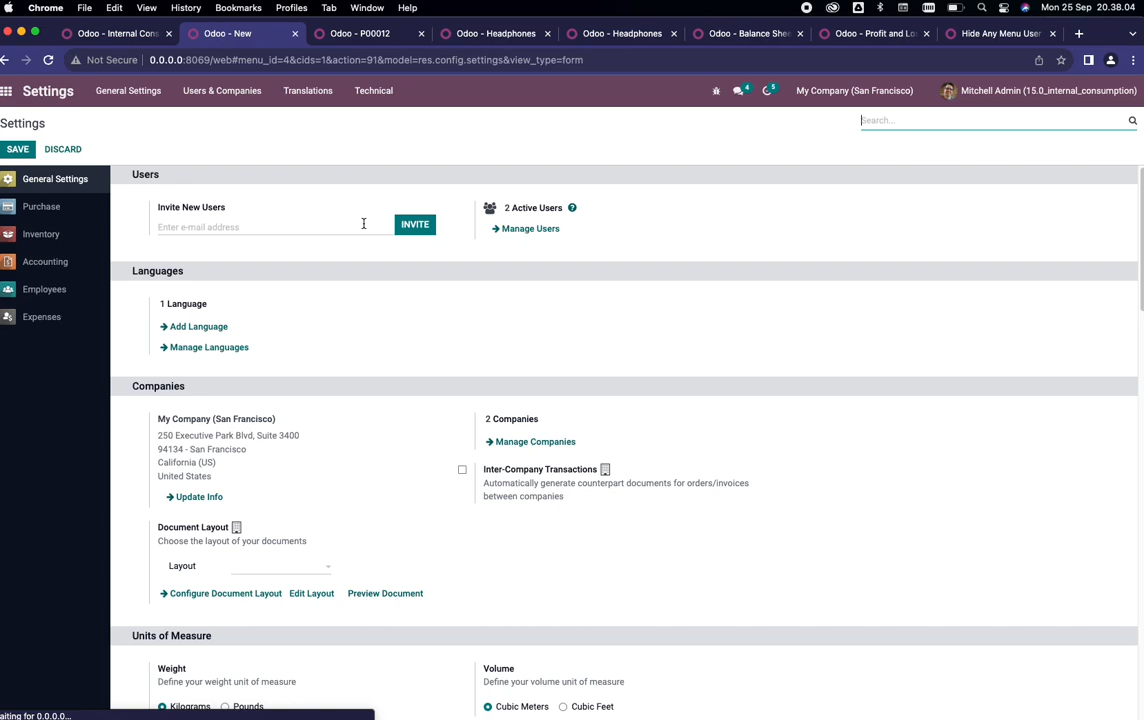 Chrome File Edit View History Bookmarks Profiles Tab Window Help Mon 25 Sep 20.38.04
Odoo - Internal Cons Odoo - New Odoo - P00012 Odoo - Headphones Odoo - Headphones Odoo - Balance Shee Odoo - Profit and Lo Hide Any Menu User
Not Secure 0.0.0.0:8069/web#menu_id=4&cids=1&action=91&model=res.config.settings&view_type=form
Settings General Settings Users & Companies Translations Technical 4 5 My Company (San Francisco) Mitchell Admin (15.0_internal_consumption)
Settings Search...
SAVE DISCARD
General Settings
Purchase
Inventory
Accounting
Employees
Expenses
Users
Invite New Users
Enter e-mail address INVITE
2 Active Users ?
Manage Users
Languages
1 Language
Add Language
Manage Languages
Companies
My Company (San Francisco)
250 Executive Park Blvd, Suite 3400
94134 - San Francisco
California (US)
United States
Update Info
2 Companies
Manage Companies
Inter-Company Transactions
Automatically generate counterpart documents for orders/invoices
between companies
Document Layout
Choose the layout of your documents
Layout
Configure Document Layout Edit Layout Preview Document
Units of Measure
Weight
Define your weight unit of measure
Kilograms Pounds
Volume
Define your volume unit of measure
Cubic Meters Cubic Feet
aiting for 0.0.0.0...